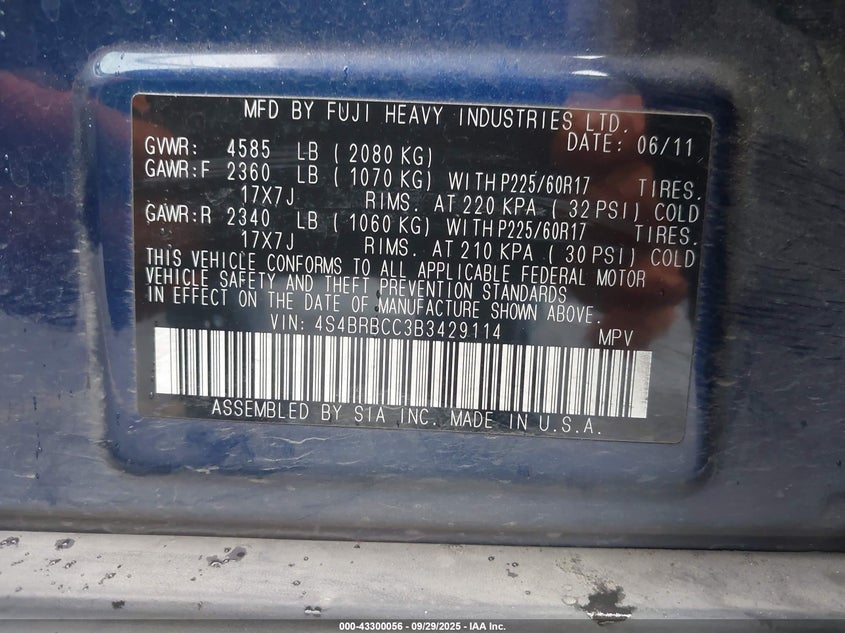 MFD BY FUJI HEAVY INDUSTRIES LTD.
GVWR: 4585 LB ( 2080 KG) DATE: 06/11
GAWR:F 2360 LB ( 1070 KG) WITH P225/60R17 TIRES.
17X7J RIMS. AT 220 KPA ( 32 PSI) COLD
GAWR:R 2340 LB ( 1060 KG) WITH P225/60R17 TIRES.
17X7J RIMS. AT 210 KPA ( 30 PSI) COLD
THIS VEHICLE CONFORMS TO ALL APPLICABLE FEDERAL MOTOR
VEHICLE SAFETY AND THEFT PREVENTION STANDARDS
IN EFFECT ON THE DATE OF MANUFACTURE SHOWN ABOVE.
VIN: 4S4BRBCC3B3429114 MPV
ASSEMBLED BY SIA INC. MADE IN U.S.A.
000-43300056 - 09/29/2025 - IAA Inc.